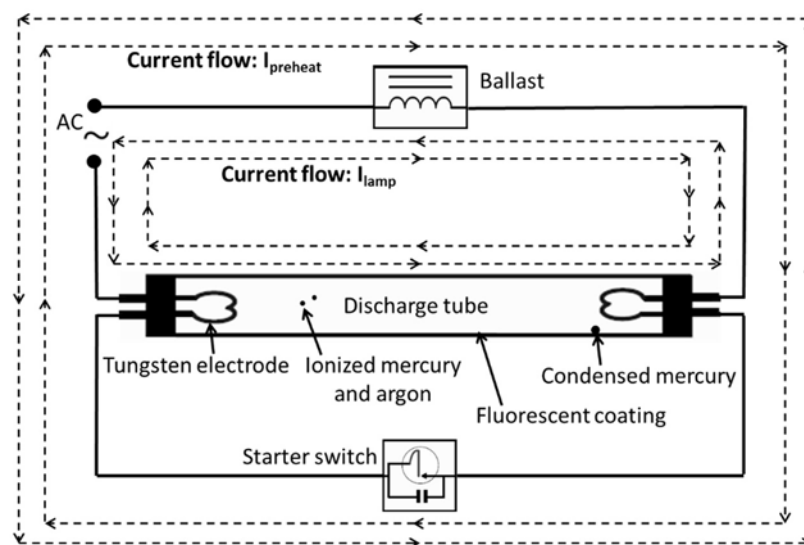 Current flow: Ipreheat
Ballast
AC
~
Current flow: Ilamp
Discharge tube
Tungsten electrode
Ionized mercury
and argon
Condensed mercury
Fluorescent coating
Starter switch